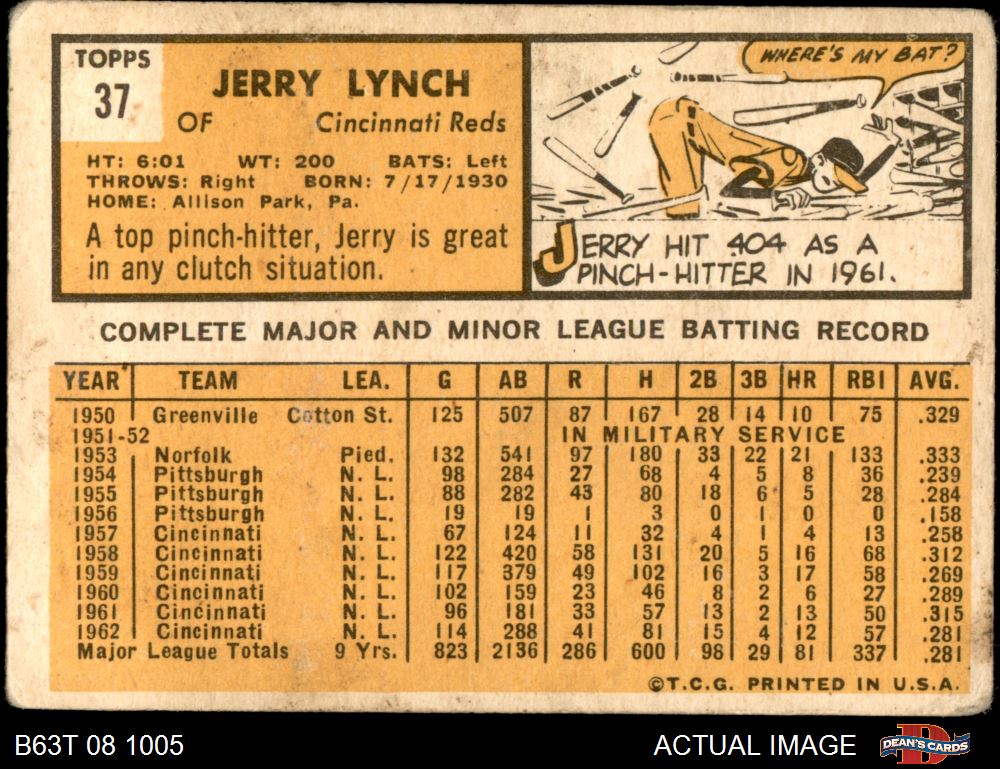 TOPPS
37
JERRY LYNCH
OF Cincinnati Reds
HT: 6:01 WT: 200 BATS: Left
THROWS: Right BORN: 7/17/1930
HOME: Allison Park, Pa.
A top pinch-hitter, Jerry is great
in any clutch situation.
WHERE'S MY BAT?
JERRY HIT .404 AS A
PINCH-HITTER IN 1961.
COMPLETE MAJOR AND MINOR LEAGUE BATTING RECORD
YEAR TEAM LEA. G AB R H 2B 3B HR RBI AVG.
1950 Greenville Cotton St. 125 507 87 167 28 14 10 75 .329
1951-52 IN MILITARY SERVICE
1953 Norfolk Pied. 132 541 97 180 33 22 21 133 .333
1954 Pittsburgh N. L. 98 284 27 68 4 5 8 36 .239
1955 Pittsburgh N. L. 88 282 43 80 18 6 5 28 .284
1956 Pittsburgh N. L. 19 19 1 3 0 1 0 0 .158
1957 Cincinnati N. L. 67 124 11 32 4 1 4 13 .258
1958 Cincinnati N. L. 122 420 58 131 20 5 16 68 .312
1959 Cincinnati N. L. 117 379 49 102 16 3 17 58 .269
1960 Cincinnati N. L. 102 159 23 46 8 2 6 27 .289
1961 Cincinnati N. L. 96 181 33 57 13 2 13 50 .315
1962 Cincinnati N. L. 114 288 41 81 15 4 12 57 .281
Major League Totals 9 Yrs. 823 2136 286 600 98 29 81 337 .281
©T.C.G. PRINTED IN U.S.A.
B63T 08 1005 ACTUAL IMAGE DEAN'S CARDS